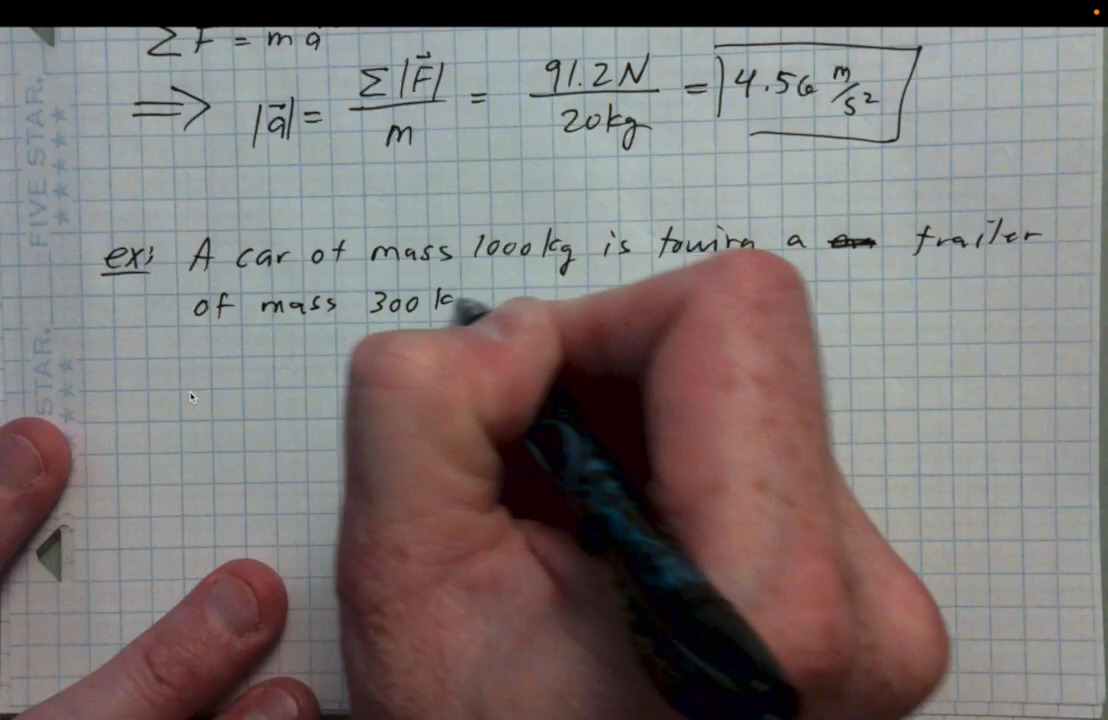 ΣF = ma
⟹ |a⃗| = Σ|F⃗| / m = 91.2N / 20kg = 4.56 m/s²
ex: A car of mass 1000kg is towing a trailer
of mass 300 k
FIVE STAR.
STAR.